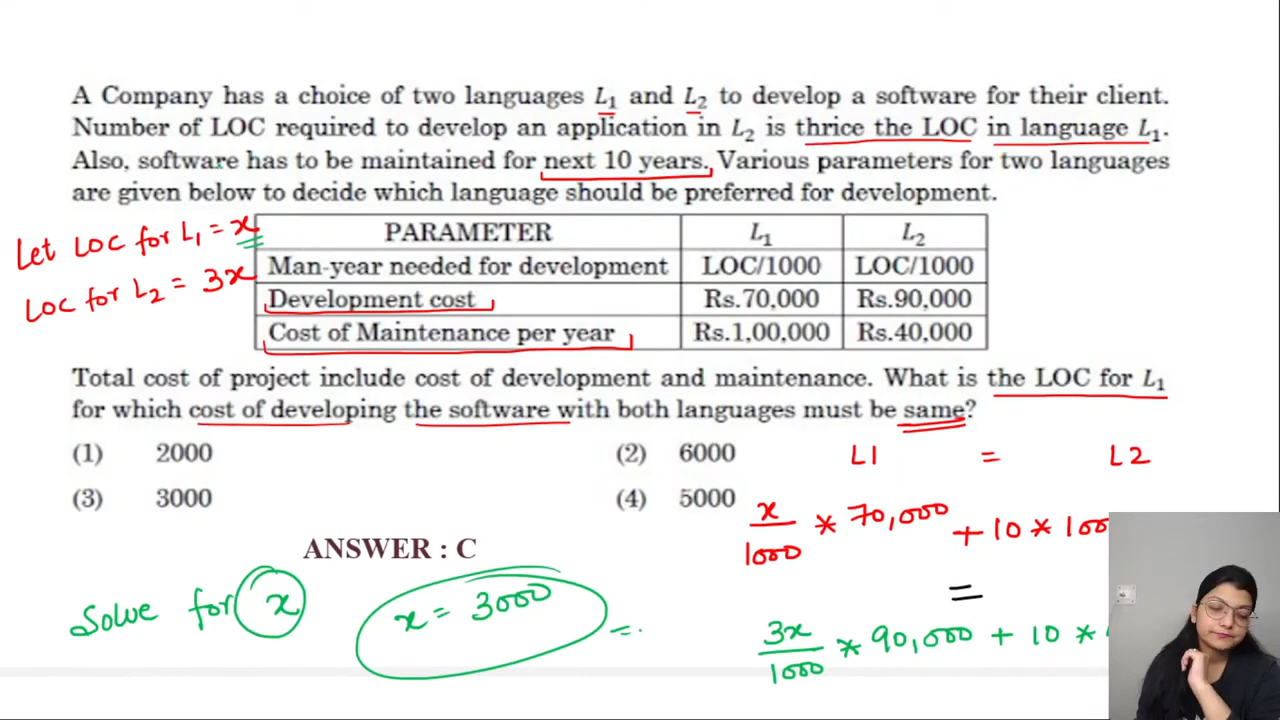 A Company has a choice of two languages L1 and L2 to develop a software for their client.
Number of LOC required to develop an application in L2 is thrice the LOC in language L1.
Also, software has to be maintained for next 10 years. Various parameters for two languages
are given below to decide which language should be preferred for development.
Let LOC for L1 = x
LOC for L2 = 3x
PARAMETER L1 L2
Man-year needed for development LOC/1000 LOC/1000
Development cost Rs.70,000 Rs.90,000
Cost of Maintenance per year Rs.1,00,000 Rs.40,000
Total cost of project include cost of development and maintenance. What is the LOC for L1
for which cost of developing the software with both languages must be same?
(1) 2000 (2) 6000
(3) 3000 (4) 5000
L1 = L2
x/1000 * 70,000 + 10 * 100
=
3x/1000 * 90,000 + 10 *
ANSWER : C
Solve for x x = 3000